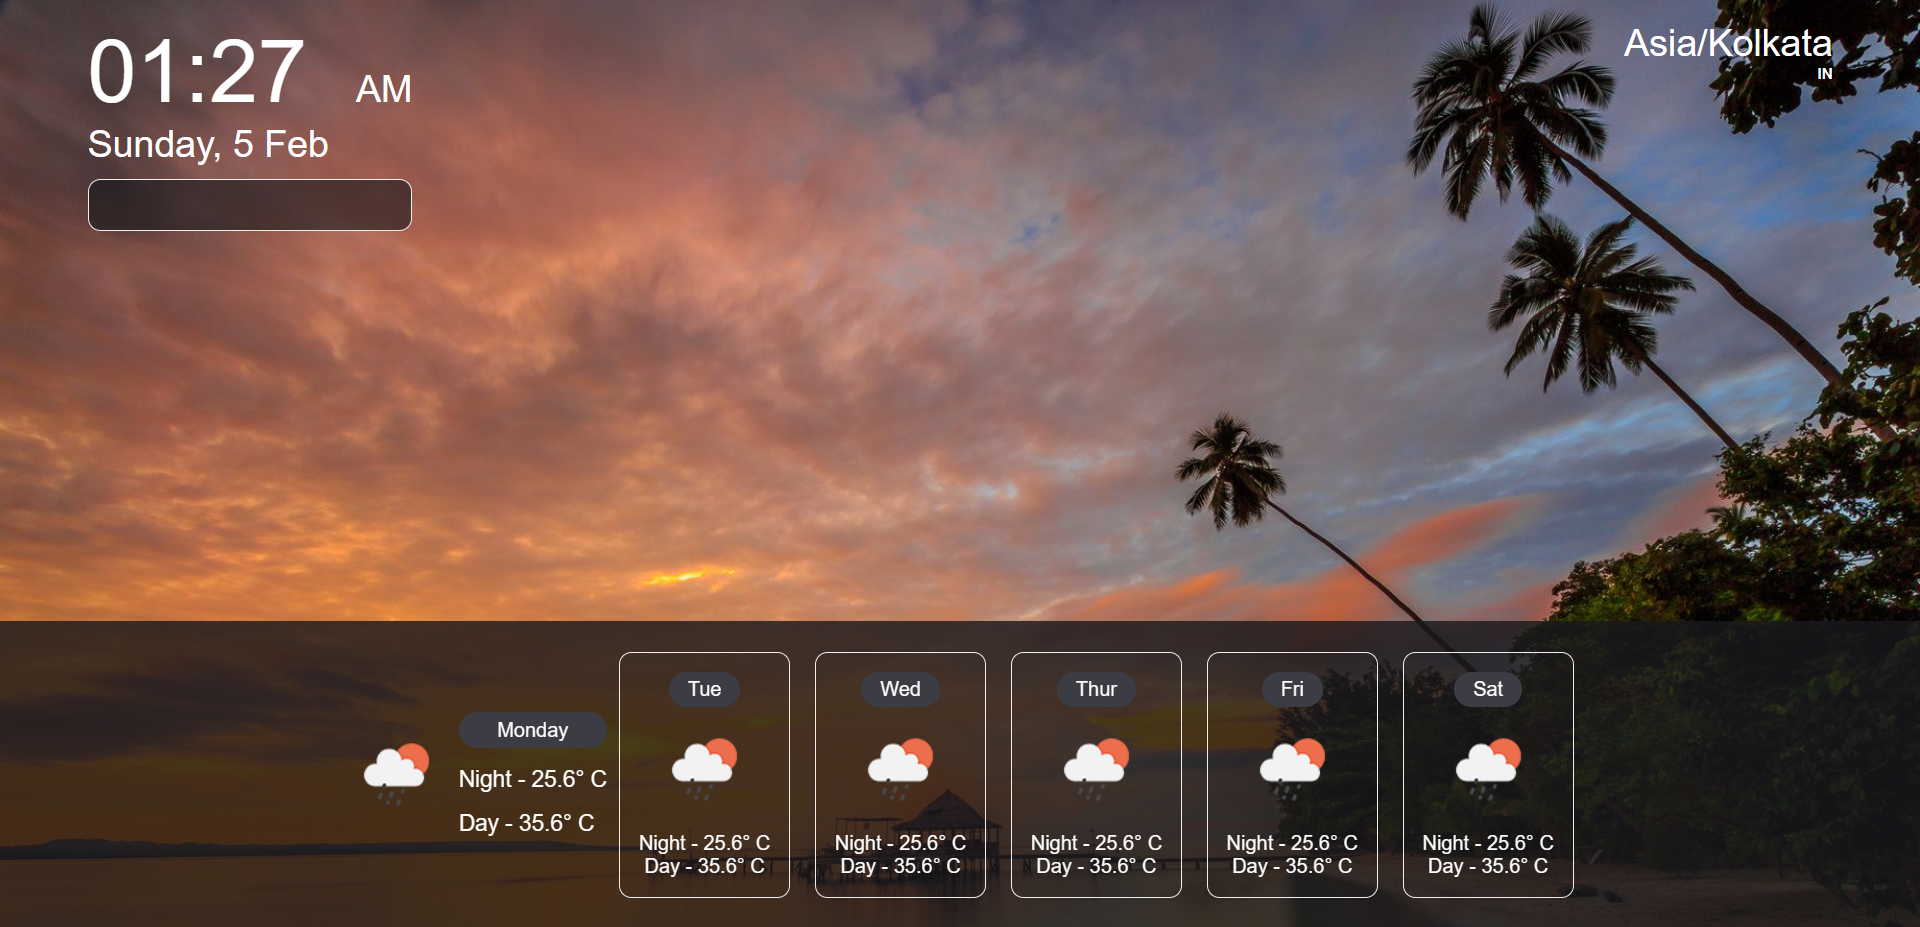 01:27 AM
Sunday, 5 Feb
Asia/Kolkata
IN
Monday
Night - 25.6° C
Day - 35.6° C
Tue
Night - 25.6° C
Day - 35.6° C
Wed
Night - 25.6° C
Day - 35.6° C
Thur
Night - 25.6° C
Day - 35.6° C
Fri
Night - 25.6° C
Day - 35.6° C
Sat
Night - 25.6° C
Day - 35.6° C